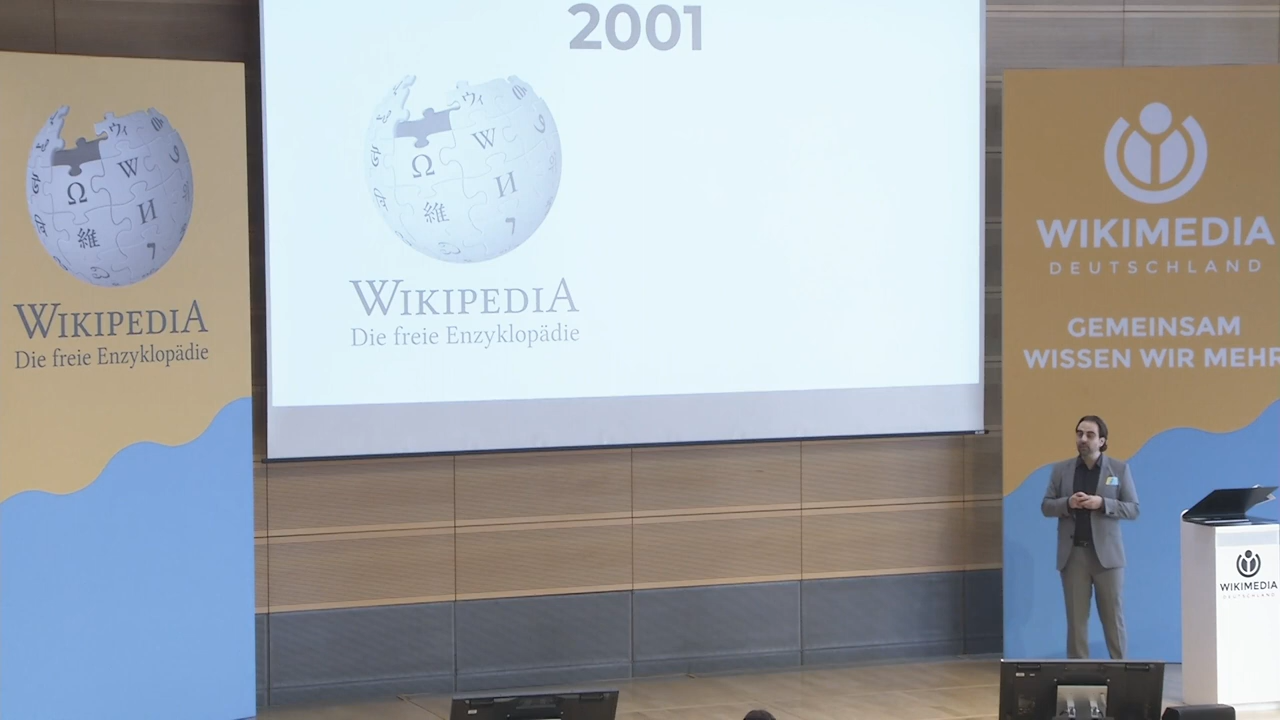 WIKIPEDIA
Die freie Enzyklopädie
2001
WIKIPEDIA
Die freie Enzyklopädie
WIKIMEDIA
DEUTSCHLAND
GEMEINSAM
WISSEN WIR MEHR
WIKIMEDIA
DEUTSCHLAND